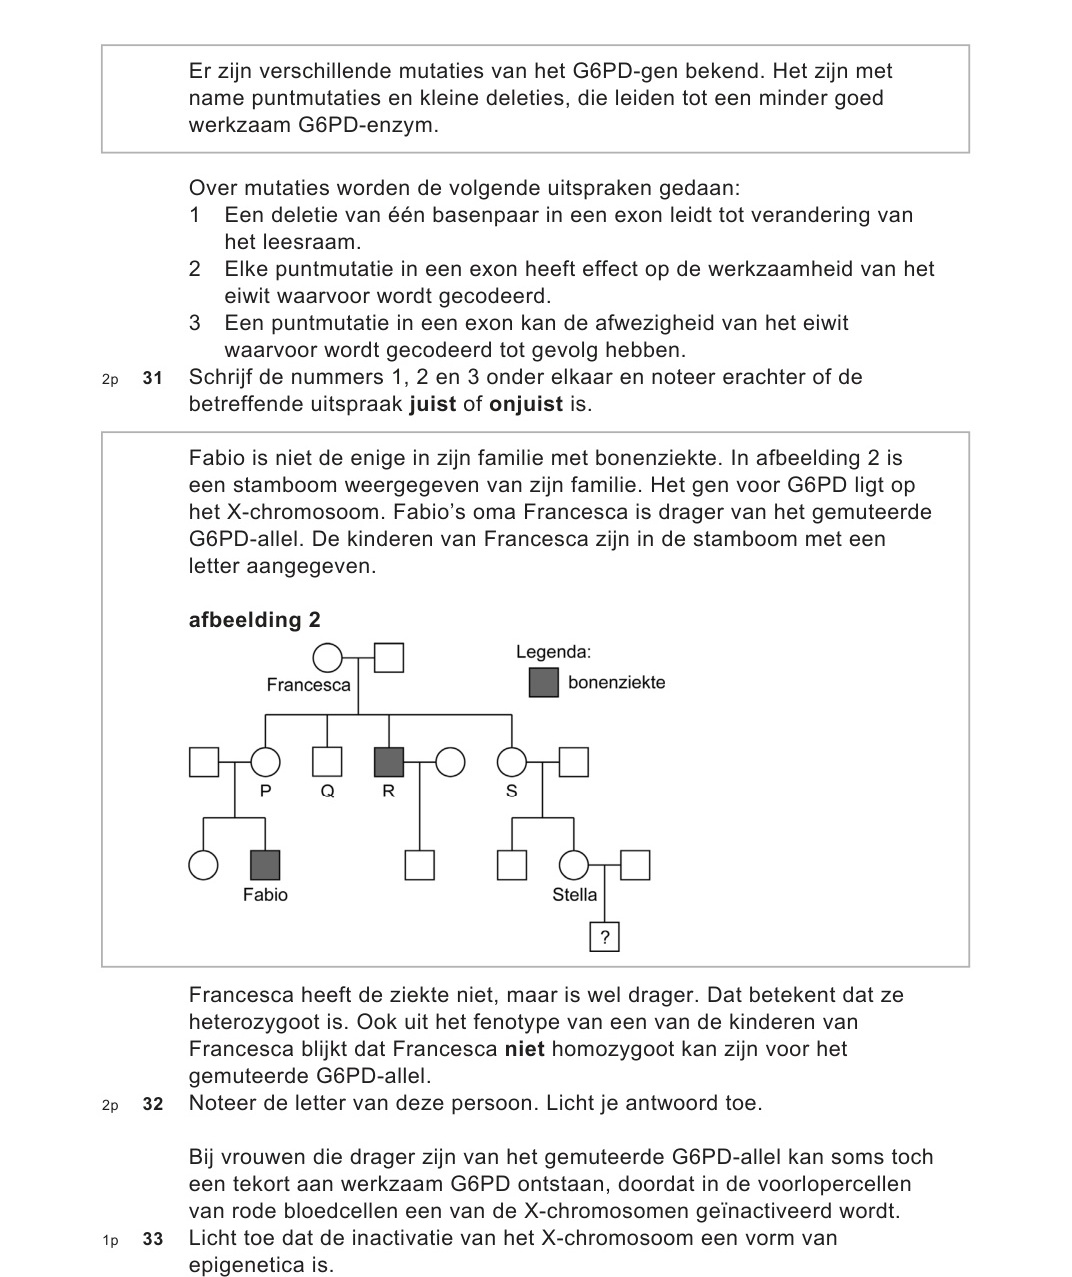 Er zijn verschillende mutaties van het G6PD-gen bekend. Het zijn met
name puntmutaties en kleine deleties, die leiden tot een minder goed
werkzaam G6PD-enzym.
Over mutaties worden de volgende uitspraken gedaan:
1 Een deletie van één basenpaar in een exon leidt tot verandering van
het leesraam.
2 Elke puntmutatie in een exon heeft effect op de werkzaamheid van het
eiwit waarvoor wordt gecodeerd.
3 Een puntmutatie in een exon kan de afwezigheid van het eiwit
waarvoor wordt gecodeerd tot gevolg hebben.
2p 31 Schrijf de nummers 1, 2 en 3 onder elkaar en noteer erachter of de
betreffende uitspraak juist of onjuist is.
Fabio is niet de enige in zijn familie met bonenziekte. In afbeelding 2 is
een stamboom weergegeven van zijn familie. Het gen voor G6PD ligt op
het X-chromosoom. Fabio's oma Francesca is drager van het gemuteerde
G6PD-allel. De kinderen van Francesca zijn in de stamboom met een
letter aangegeven.
afbeelding 2
Legenda:
bonenziekte
Francesca
P Q R S
Fabio Stella
?
Francesca heeft de ziekte niet, maar is wel drager. Dat betekent dat ze
heterozygoot is. Ook uit het fenotype van een van de kinderen van
Francesca blijkt dat Francesca niet homozygoot kan zijn voor het
gemuteerde G6PD-allel.
2p 32 Noteer de letter van deze persoon. Licht je antwoord toe.
Bij vrouwen die drager zijn van het gemuteerde G6PD-allel kan soms toch
een tekort aan werkzaam G6PD ontstaan, doordat in de voorlopercellen
van rode bloedcellen een van de X-chromosomen geïnactiveerd wordt.
1p 33 Licht toe dat de inactivatie van het X-chromosoom een vorm van
epigenetica is.